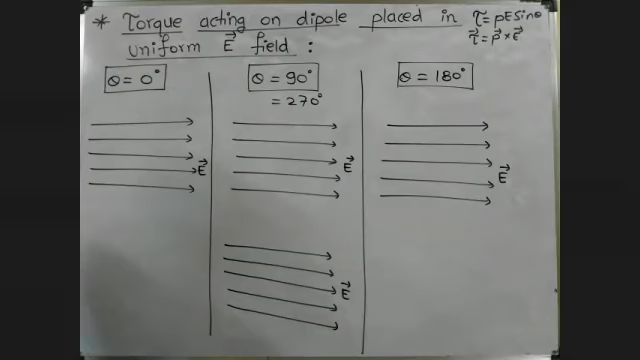 * Torque acting on dipole placed in τ = pE sinθ
uniform E⃗ field : τ⃗ = p⃗ × E⃗
θ = 0°
θ = 90°
= 270°
θ = 180°
E⃗
E⃗
E⃗
E⃗